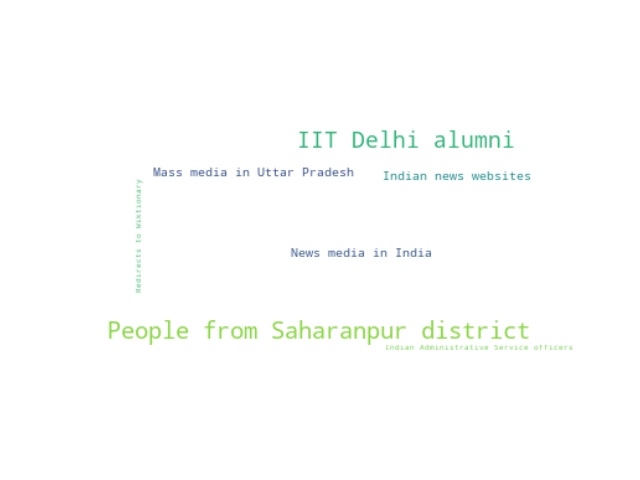 IIT Delhi alumni
Mass media in Uttar Pradesh
Indian news websites
Redirects to Wiktionary
News media in India
People from Saharanpur district
Indian Administrative Service officers